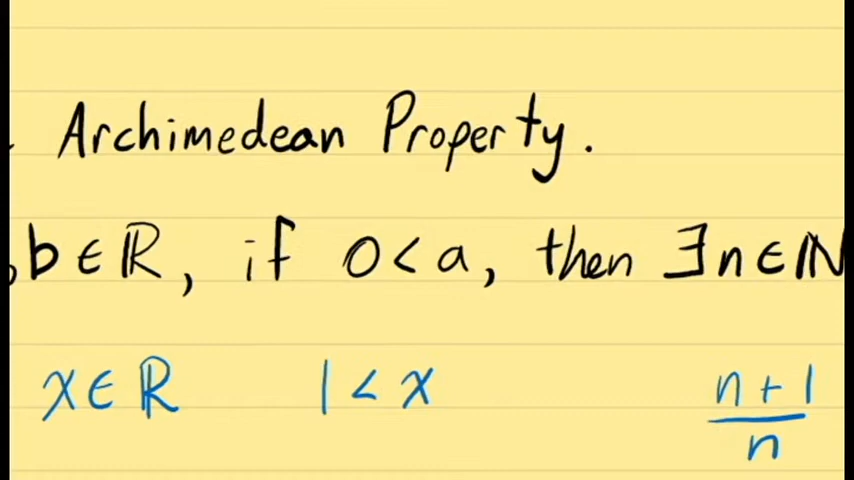 Archimedean Property.
,b∈ℝ, if 0<a, then ∃n∈ℕ
x∈ℝ 1<x n+1/n